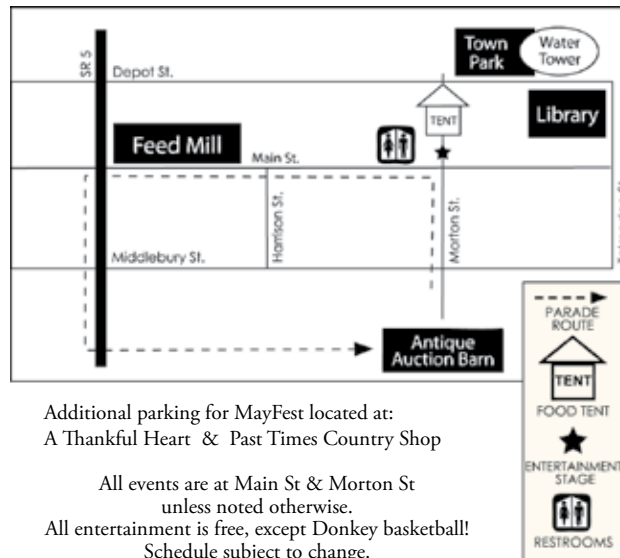 Town Park
Water Tower
SR 5
Depot St.
TENT
Library
Feed Mill
Main St.
Harrison St.
Morton St.
Middlebury St.
Antique
Auction Barn
PARADE
ROUTE
TENT
FOOD TENT
ENTERTAINMENT
STAGE
RESTROOMS
Additional parking for MayFest located at:
A Thankful Heart & Past Times Country Shop
All events are at Main St & Morton St
unless noted otherwise.
All entertainment is free, except Donkey basketball!
Schedule subject to change.